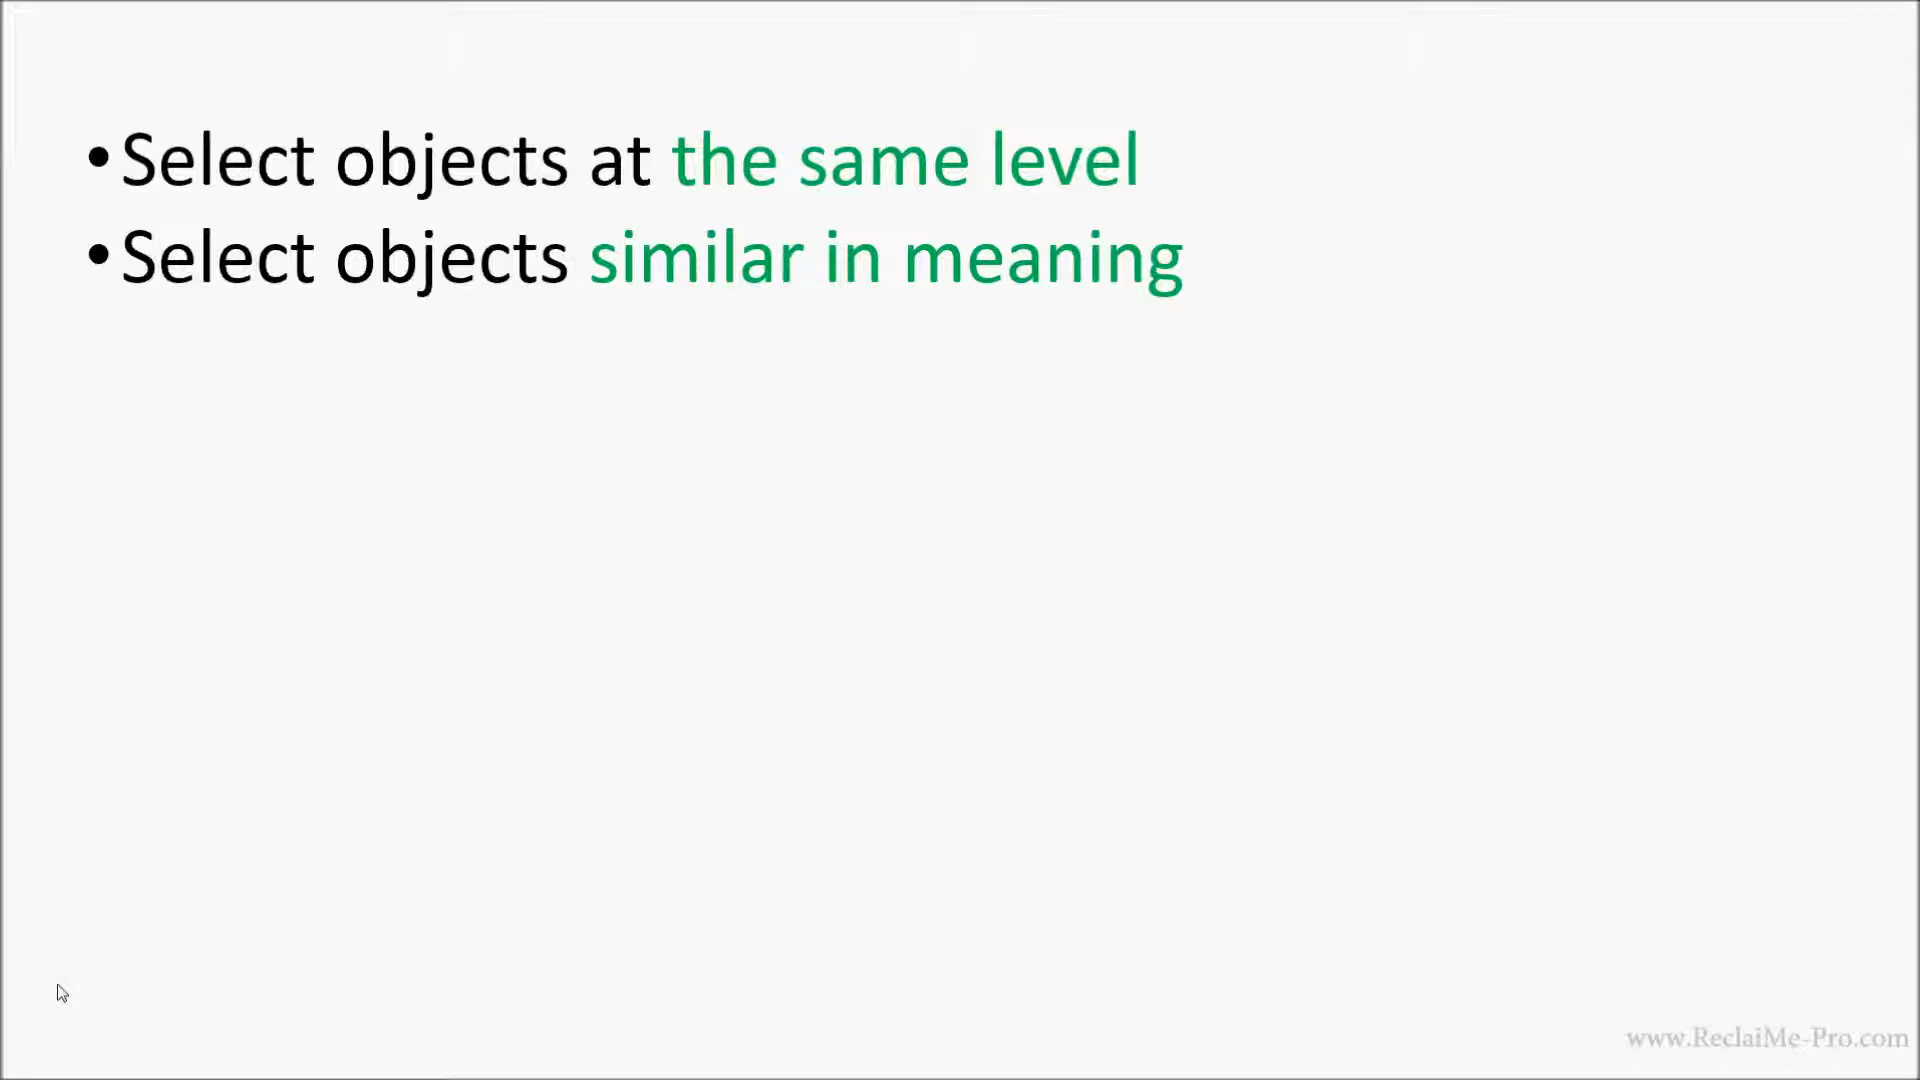 •Select objects at the same level
•Select objects similar in meaning
www.ReclaiMe-Pro.com